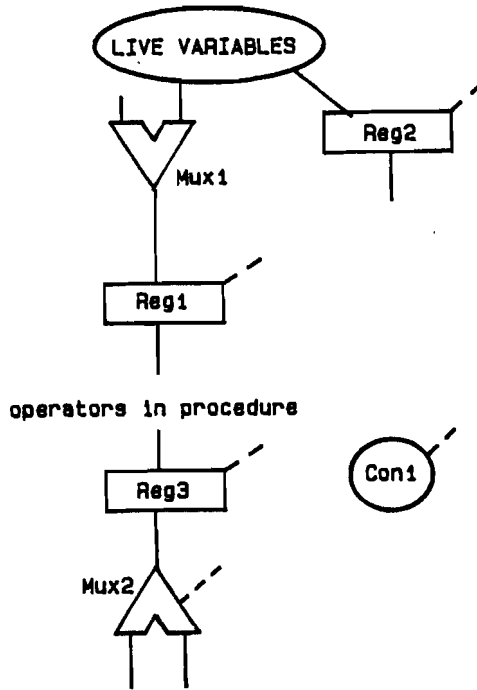 LIVE VARIABLES
Reg2
Mux1
Reg1
operators in procedure
Reg3
Con1
Mux2